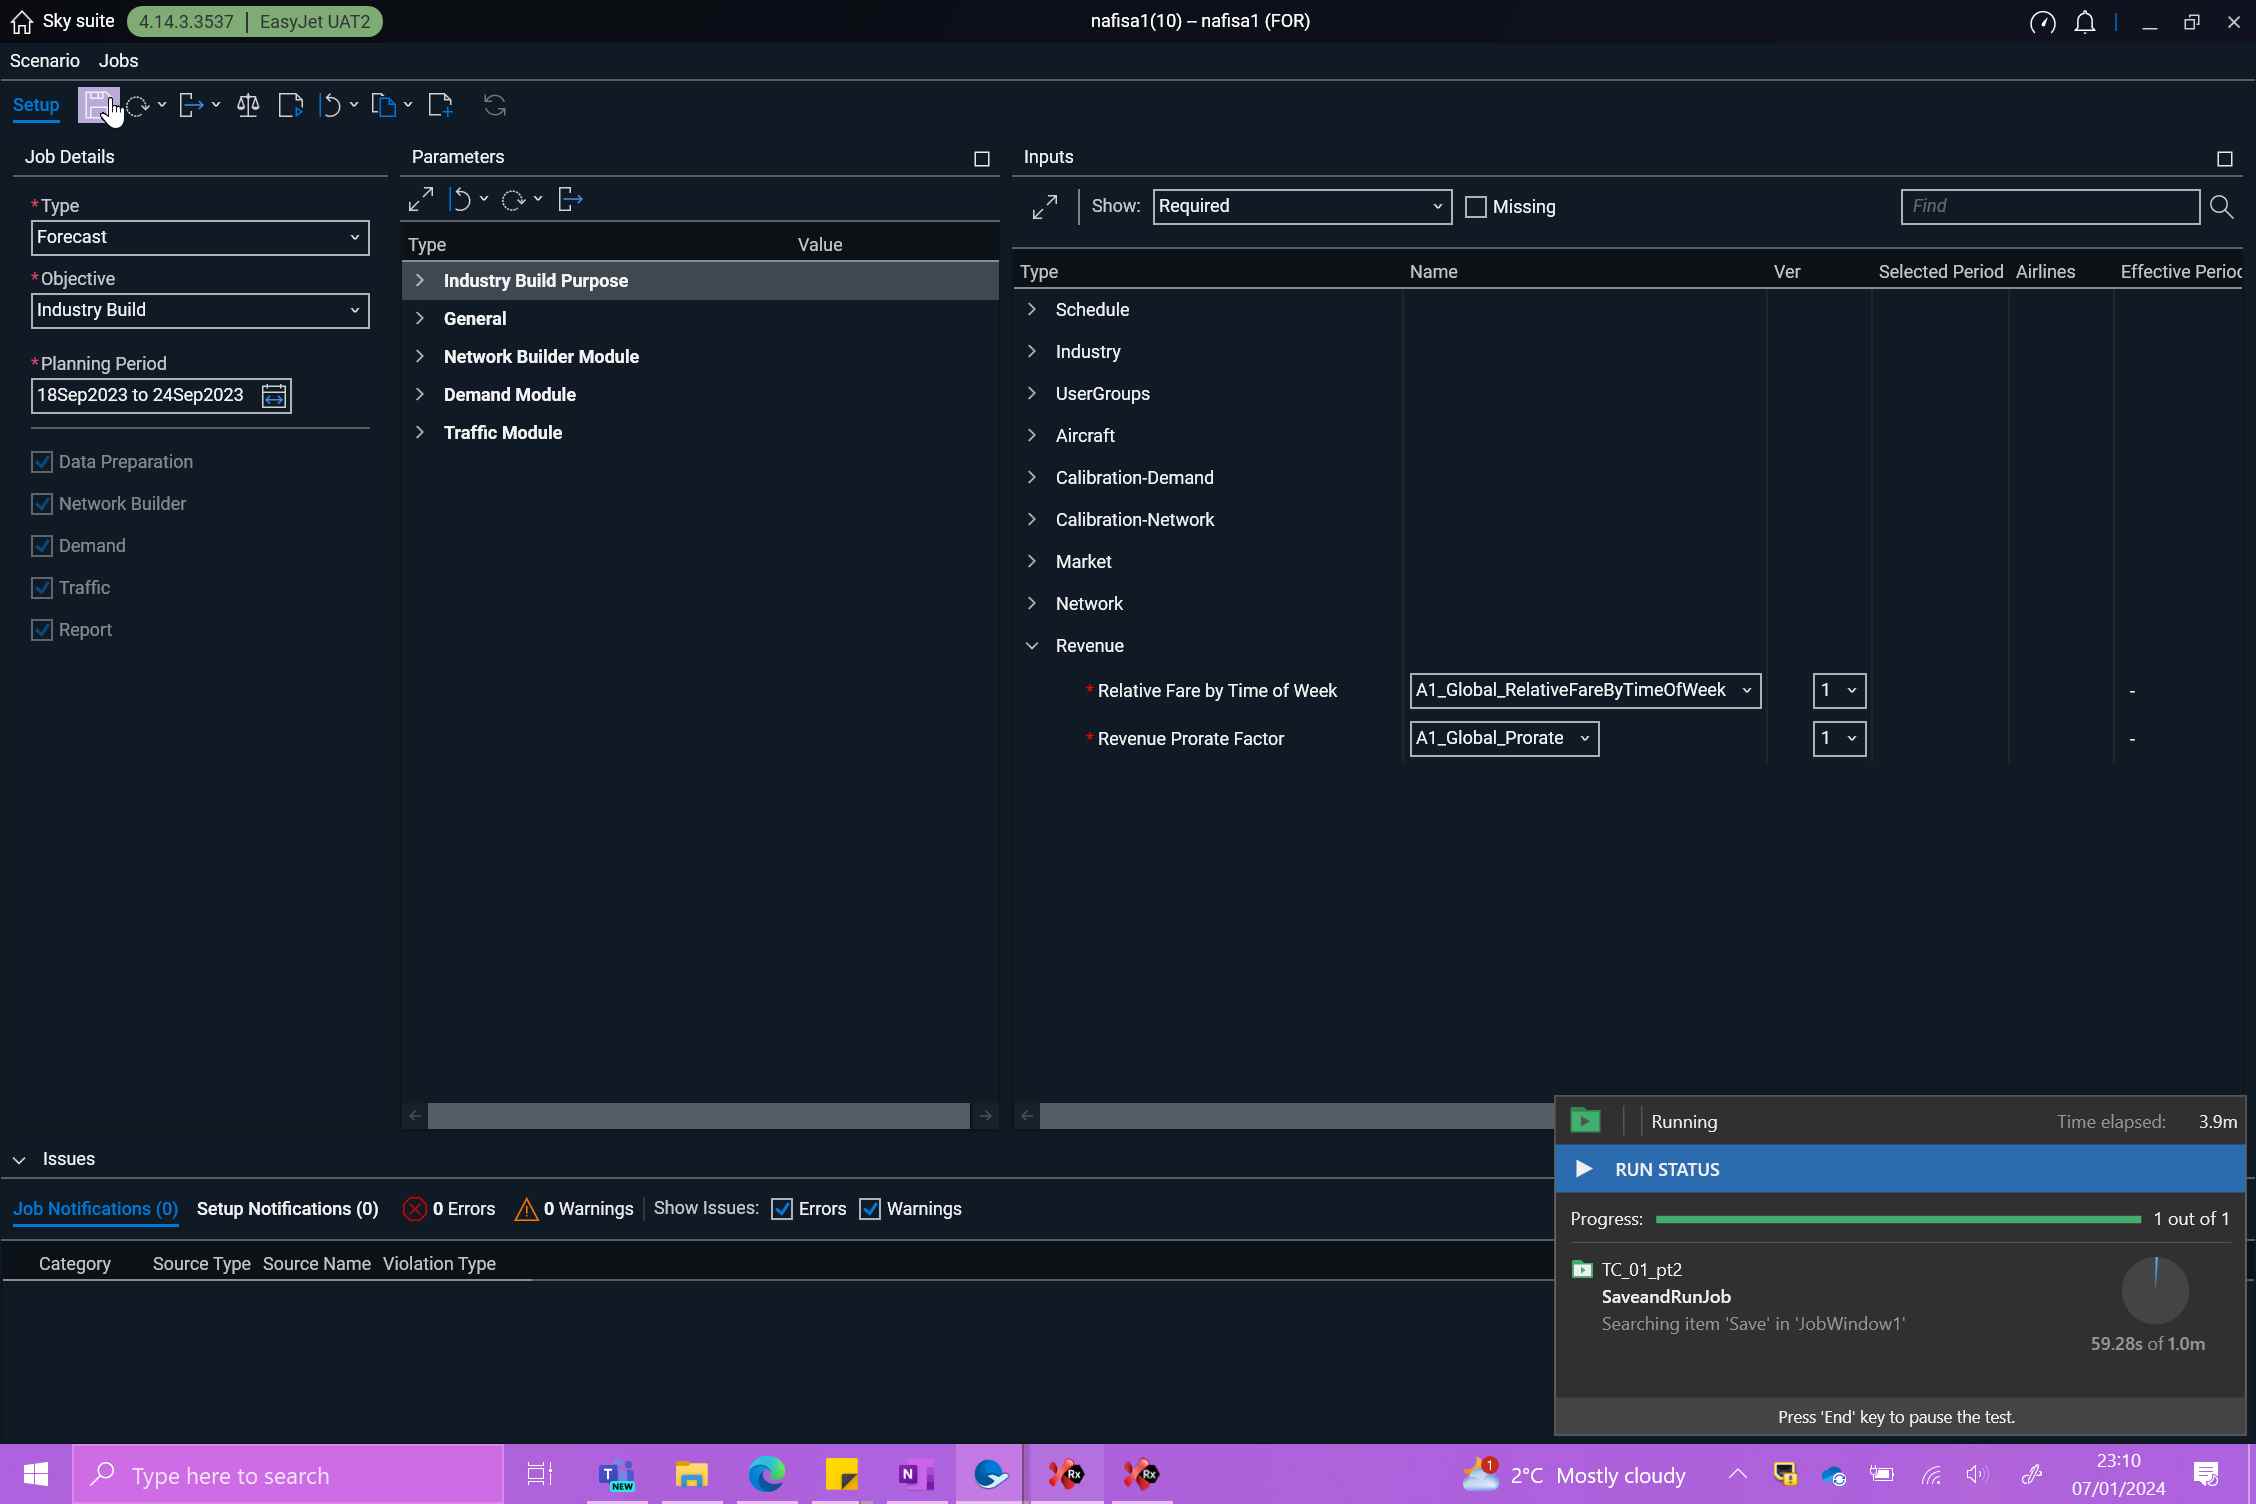 Sky suite 4.14.3.3537 | EasyJet UAT2 nafisa1(10) – nafisa1 (FOR)
Scenario Jobs
Setup
Job Details
*Type
Forecast
*Objective
Industry Build
*Planning Period
18Sep2023 to 24Sep2023
Data Preparation
Network Builder
Demand
Traffic
Report
Parameters
Type Value
Industry Build Purpose
General
Network Builder Module
Demand Module
Traffic Module
Inputs
Show: Required Missing Find
Type Name Ver Selected Period Airlines Effective Perio
Schedule
Industry
UserGroups
Aircraft
Calibration-Demand
Calibration-Network
Market
Network
Revenue
* Relative Fare by Time of Week A1_Global_RelativeFareByTimeOfWeek 1 -
* Revenue Prorate Factor A1_Global_Prorate 1 -
Issues
Job Notifications (0) Setup Notifications (0) 0 Errors 0 Warnings Show Issues: Errors Warnings
Category Source Type Source Name Violation Type
Running Time elapsed: 3.9m
RUN STATUS
Progress: 1 out of 1
TC_01_pt2
SaveandRunJob
Searching item 'Save' in 'JobWindow1'
59.28s of 1.0m
Press 'End' key to pause the test.
Type here to search
T
NEW
N
Rx
Rx
1
2°C Mostly cloudy
23:10
07/01/2024